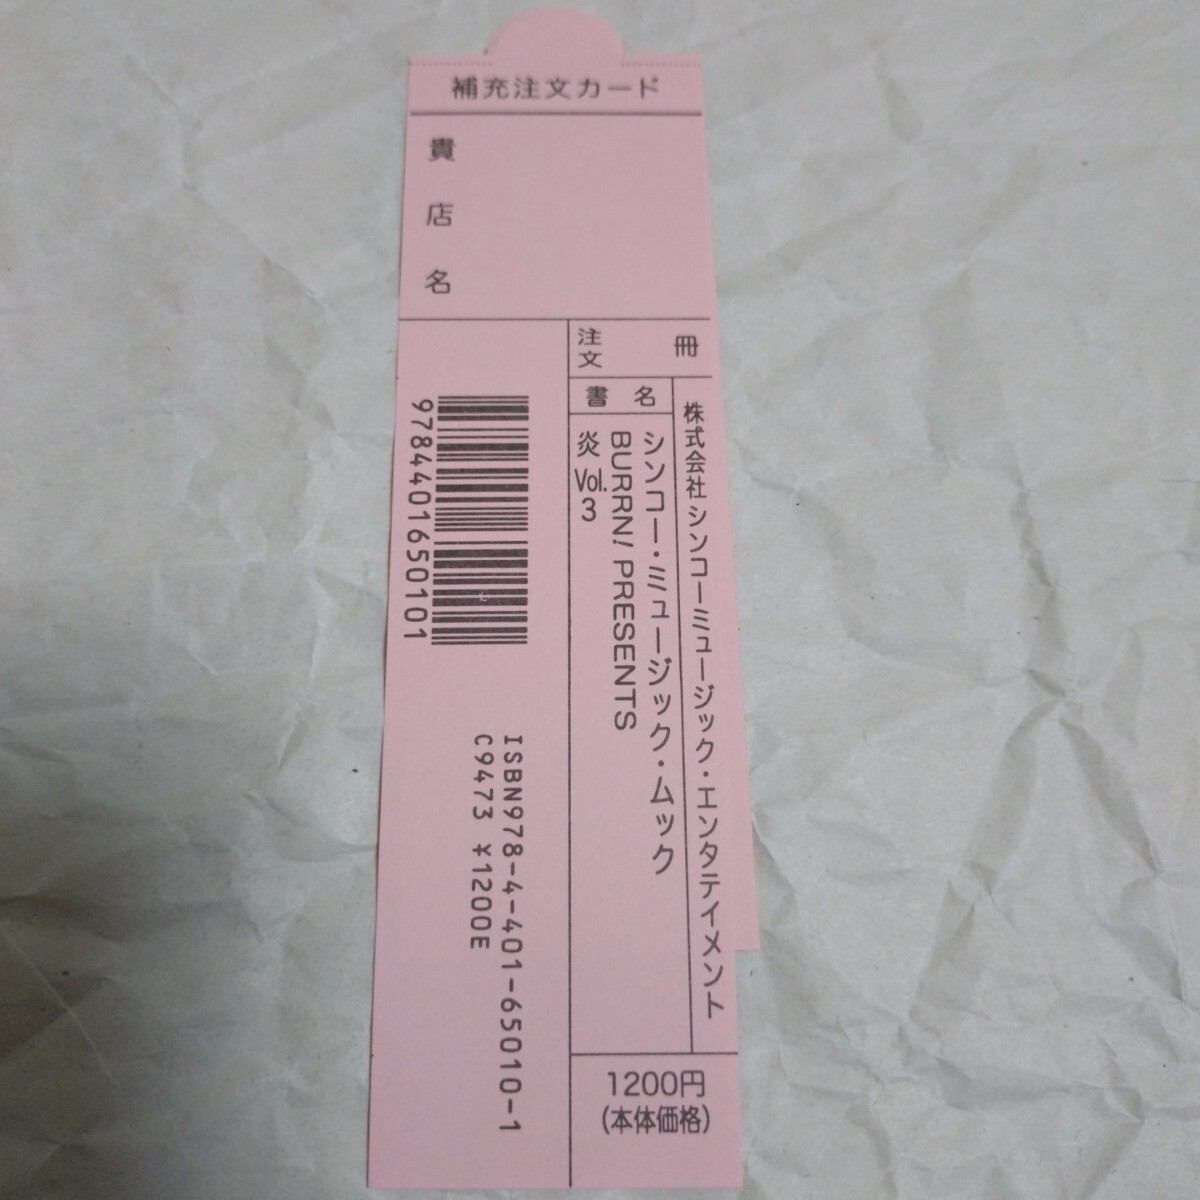 補充注文カード
貴店名
注文 冊
書名
株式会社 シンコーミュージック・エンタテイメント
シンコー・ミュージック・ムック
BURRN! PRESENTS
炎 Vol.3
1200円
(本体価格)
9784401650101
ISBN978-4-401-65010-1
C9473 ¥1200E